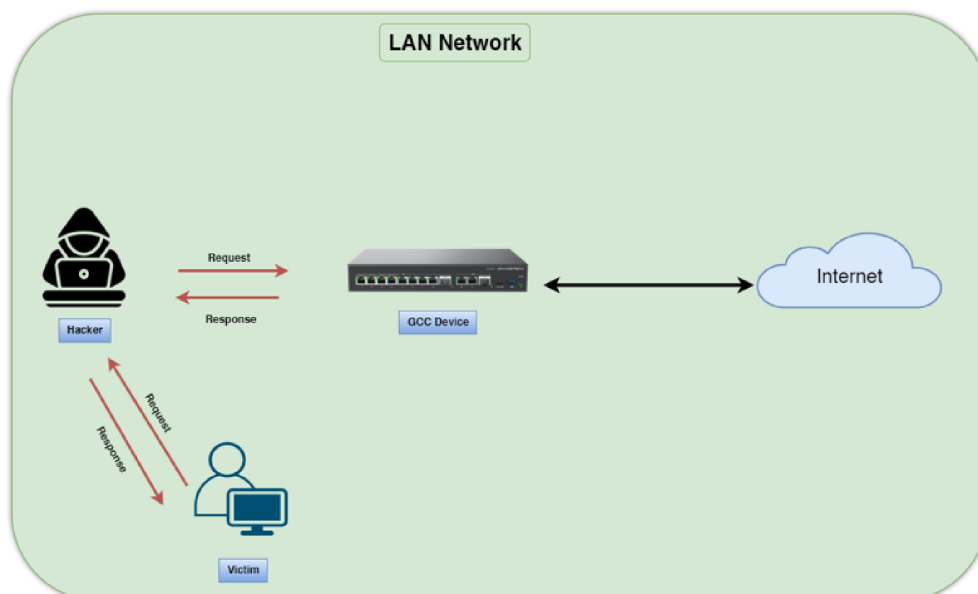 LAN Network
Request
Internet
Response
GCC Device
Hacker
Request
Response
Victim